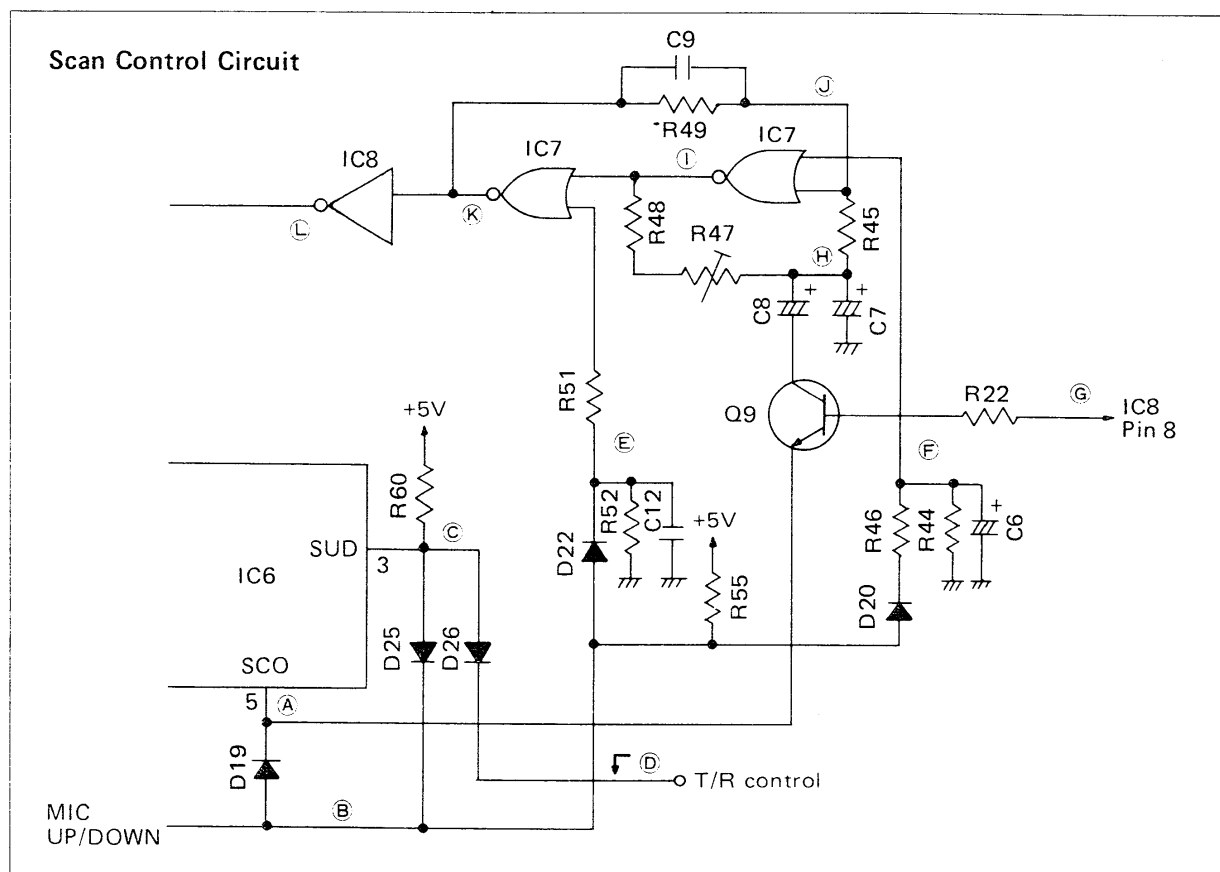 Scan Control Circuit
C9
J
R49
IC7
IC7
I
IC8
K
L
R48
R47
R45
H
C8
C7
R51
Q9
R22
G
IC8
Pin 8
+5V
E
F
R60
R52
C12
+5V
R46
R44
C6
C
SUD
3
D22
R55
D20
IC6
D25
D26
SCO
5
A
D19
D
T/R control
MIC
UP/DOWN
B